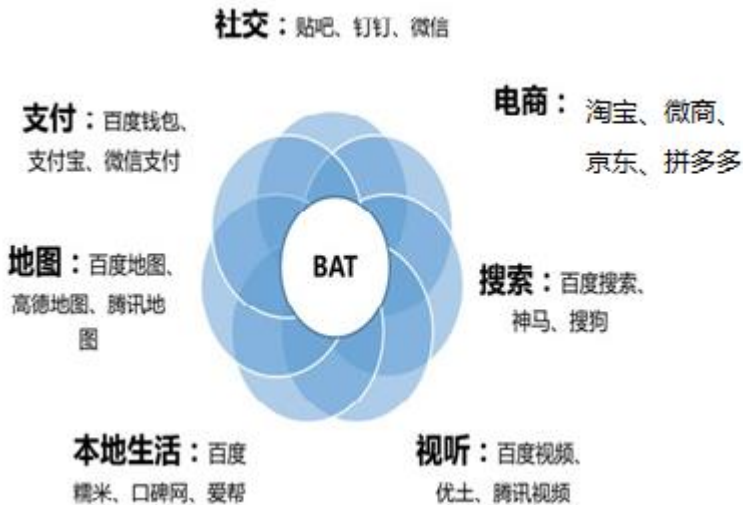 社交：贴吧、钉钉、微信
电商： 淘宝、微商、
京东、拼多多
支付：百度钱包、
支付宝、微信支付
BAT
地图：百度地图、
高德地图、腾讯地
图
搜索：百度搜索、
神马、搜狗
本地生活：百度
糯米、口碑网、爱帮
视听：百度视频、
优土、腾讯视频